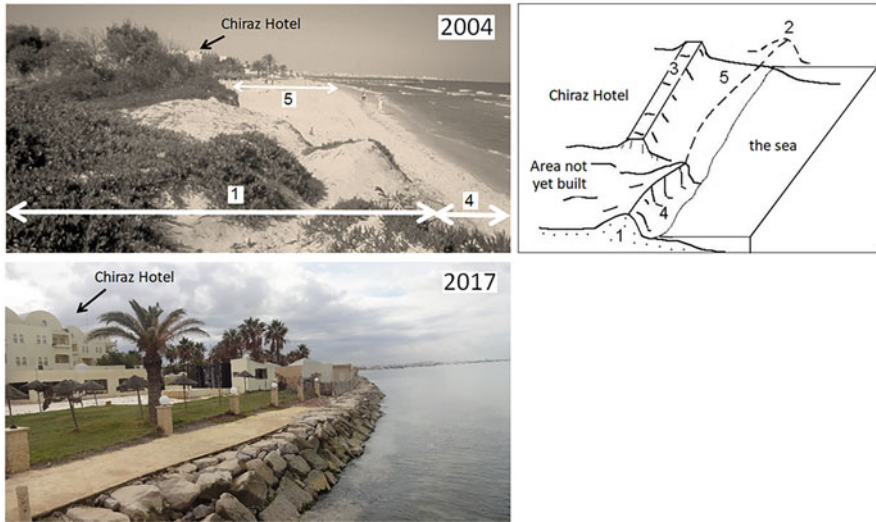 Chiraz Hotel
2004
5
1
4
2
3
5
Chiraz Hotel
the sea
Area not
yet built
4
1
Chiraz Hotel
2017